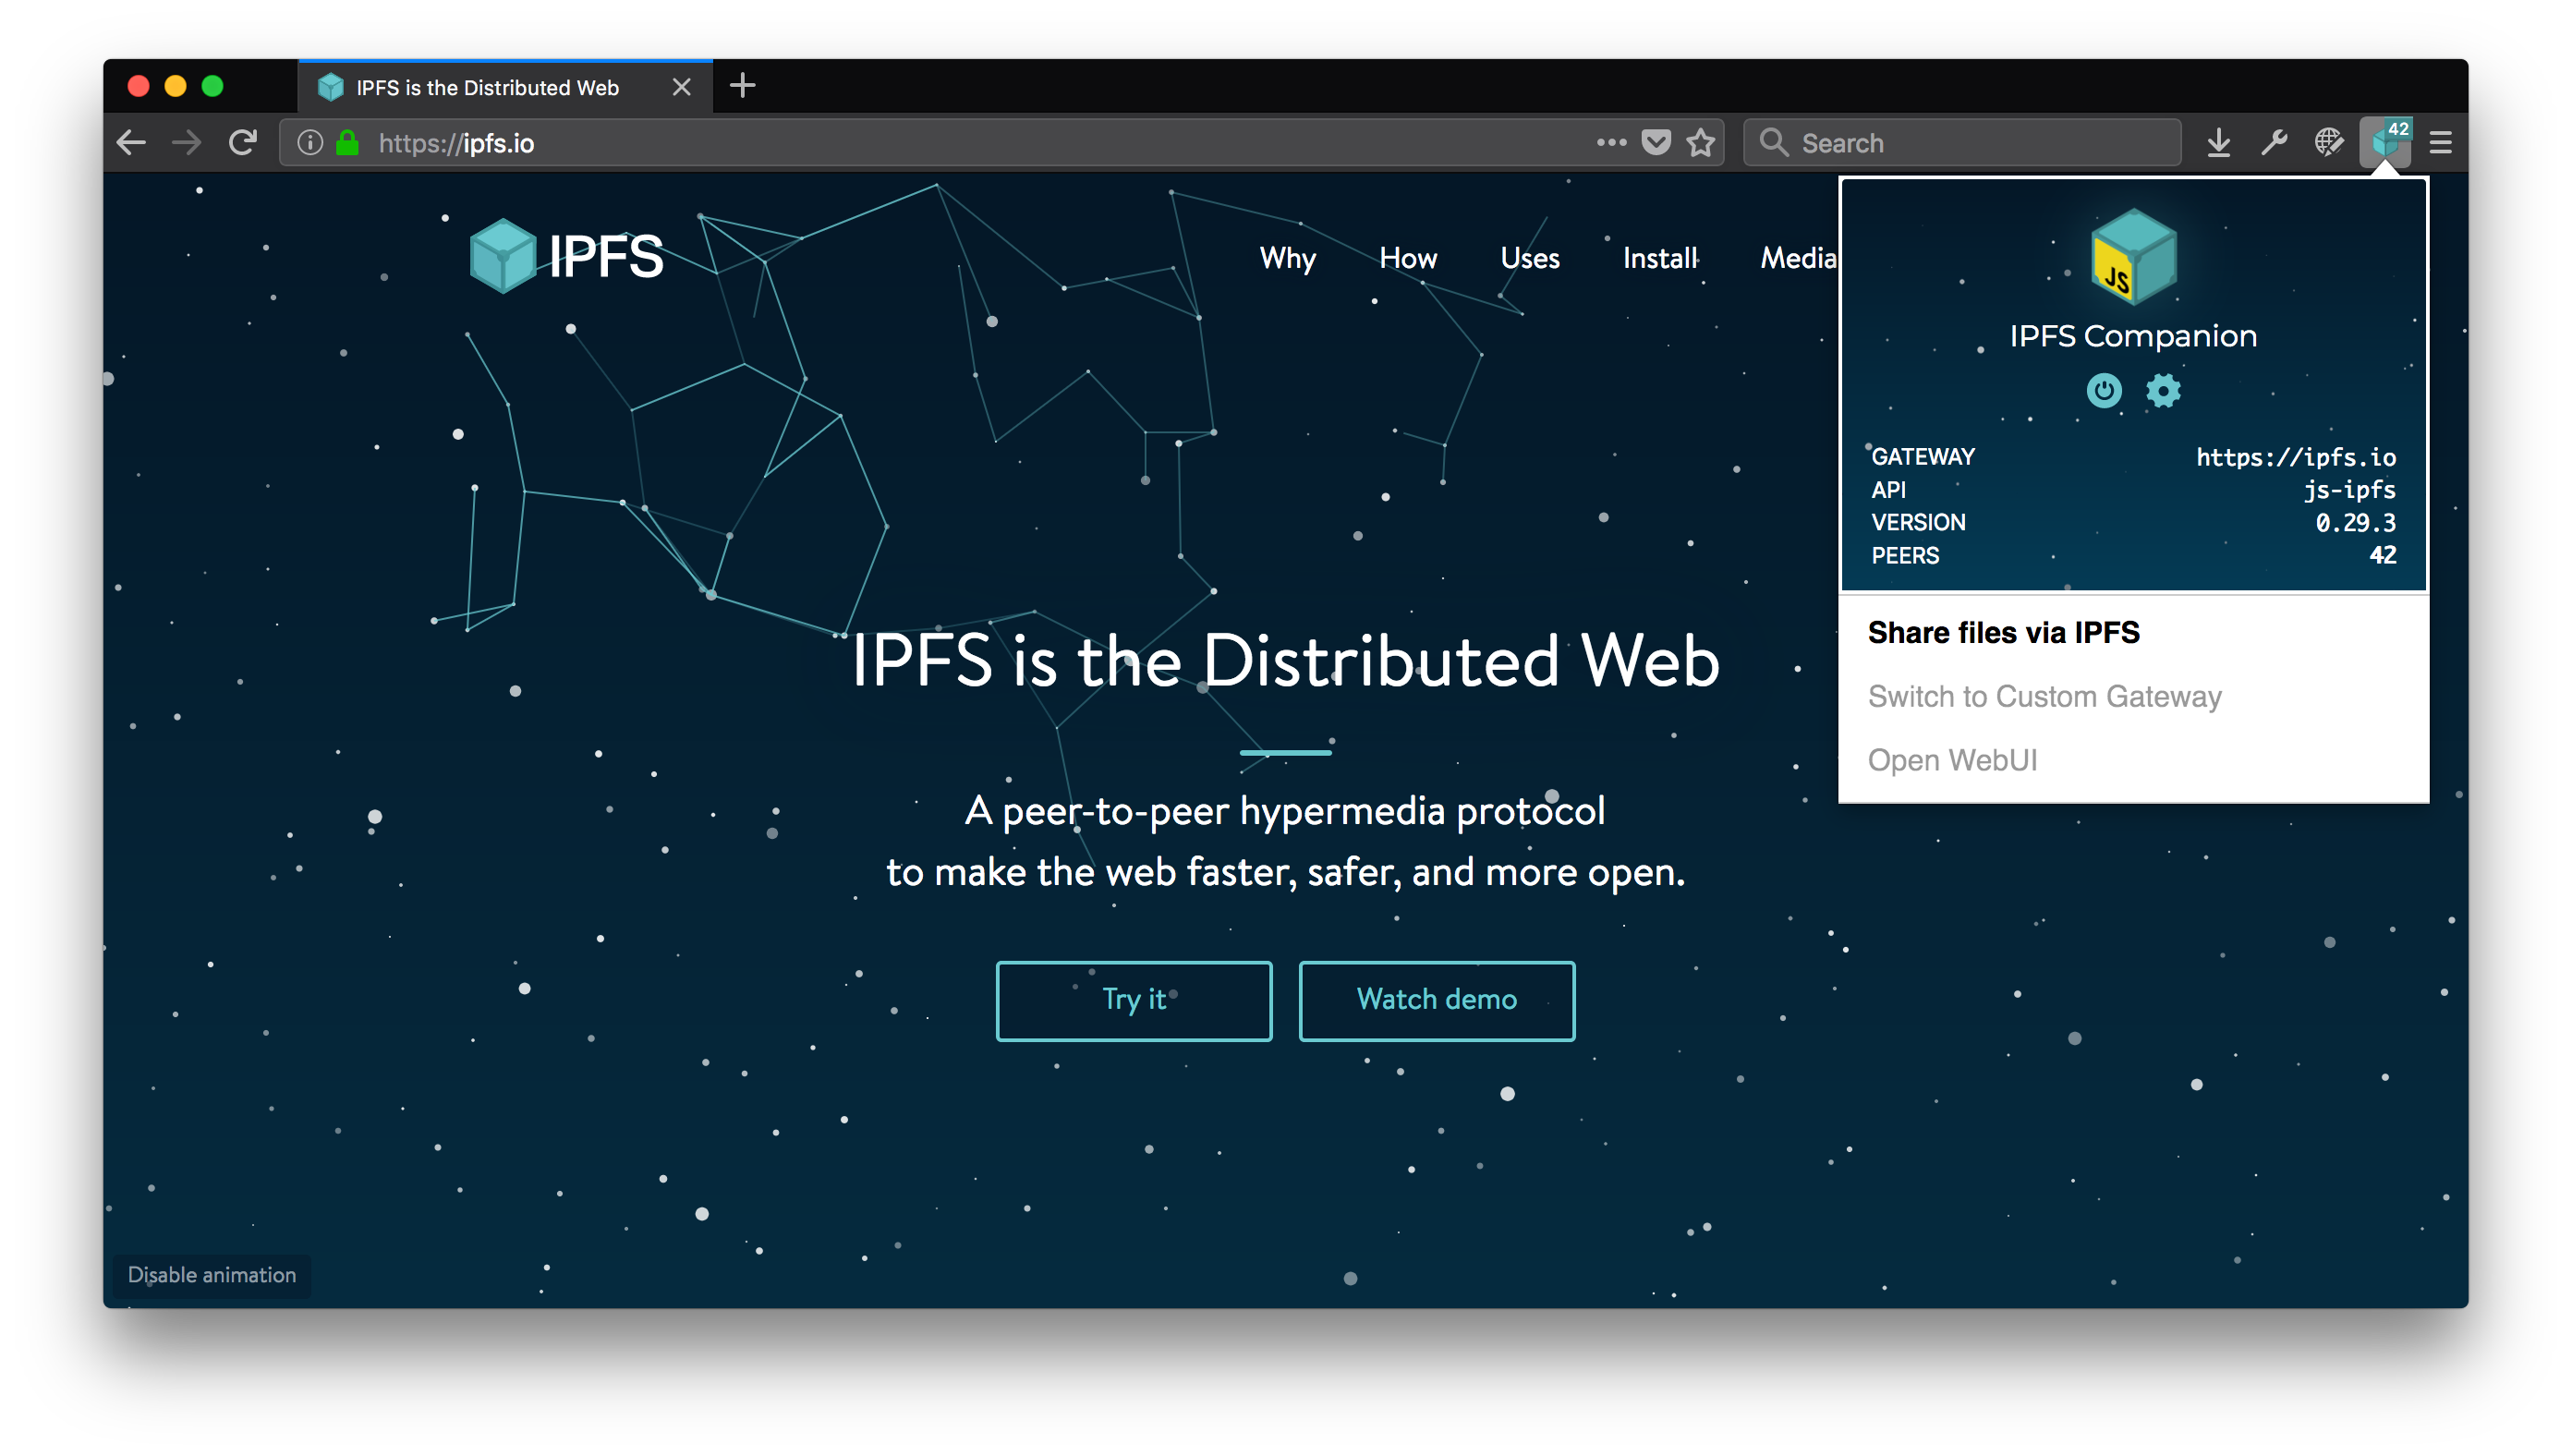 IPFS is the Distributed Web
https://ipfs.io
Search
42
IPFS
Why How Uses Install Media
JS
IPFS Companion
GATEWAY https://ipfs.io
API js-ipfs
VERSION 0.29.3
PEERS 42
Share files via IPFS
Switch to Custom Gateway
Open WebUI
IPFS is the Distributed Web
A peer-to-peer hypermedia protocol
to make the web faster, safer, and more open.
Try it Watch demo
Disable animation